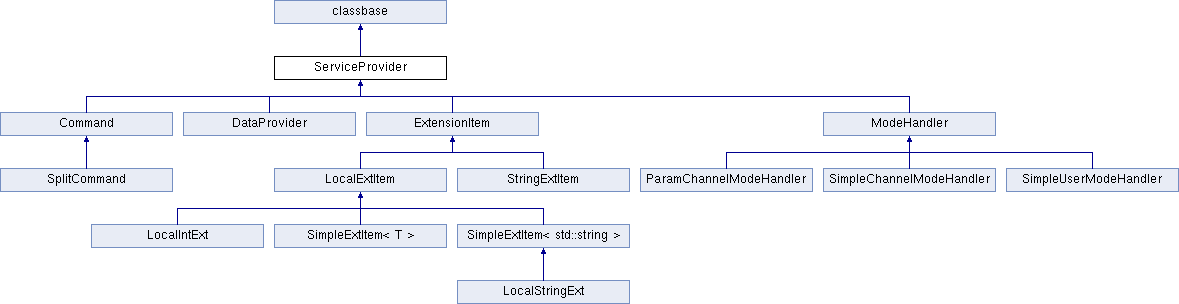 classbase
ServiceProvider
Command
DataProvider
ExtensionItem
ModeHandler
SplitCommand
LocalExtItem
StringExtItem
ParamChannelModeHandler
SimpleChannelModeHandler
SimpleUserModeHandler
LocalIntExt
SimpleExtItem< T >
SimpleExtItem< std::string >
LocalStringExt